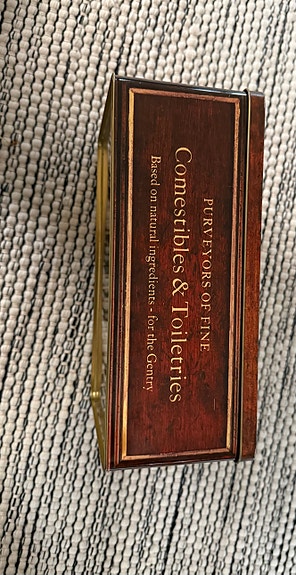 PURVEYORS OF FINE
Comestibles & Toiletries
Based on natural ingredients - for the Gentry